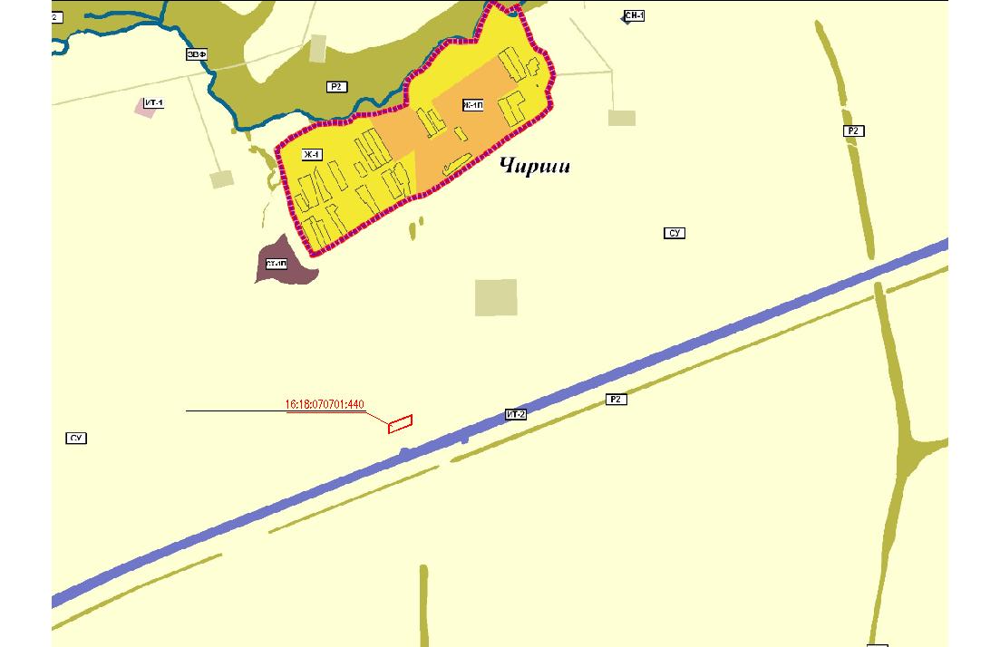 2
СН-1
ЗВФ
Р2
ИТ-1
Ж-1П
Р2
Ж-1
Чирши
СУ
СХ-1П
Р2
16:18:070701:440
ИТ-2
СУ